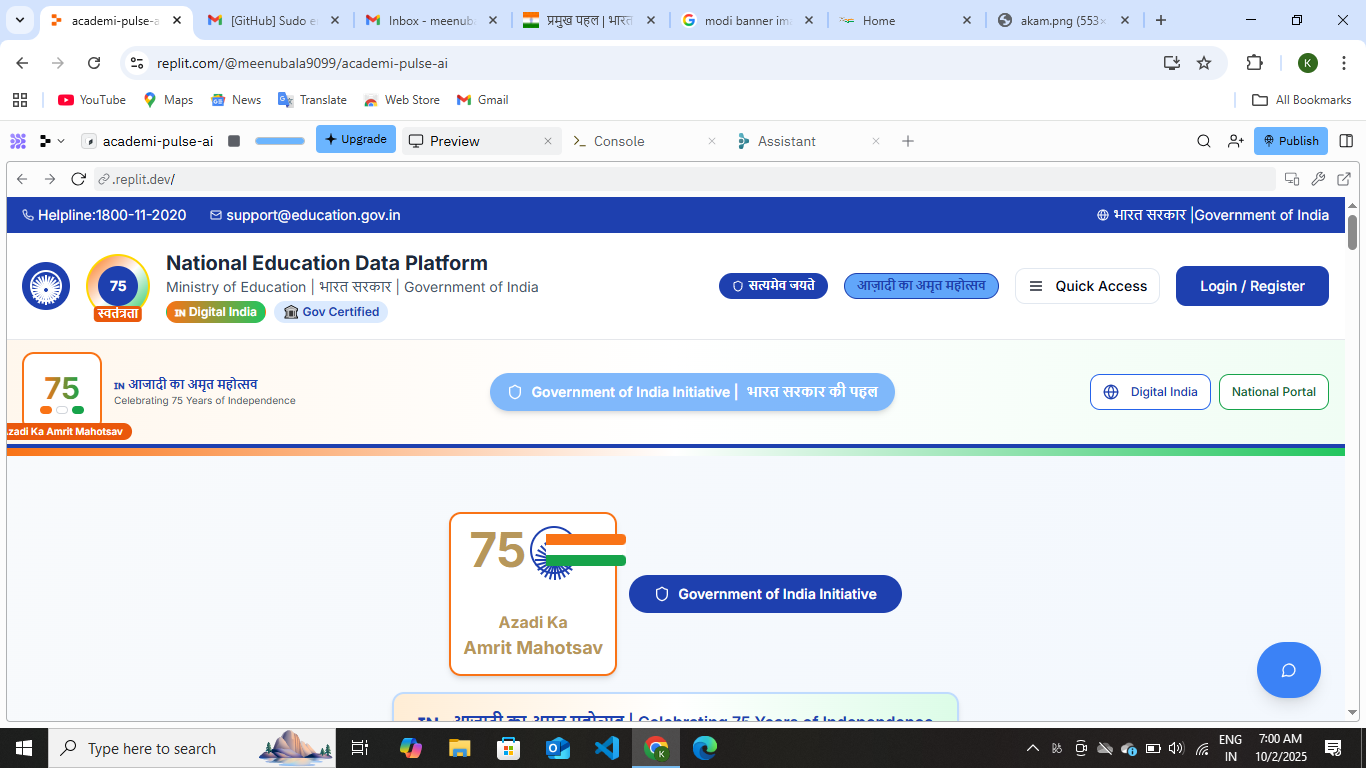 academi-pulse-a
[GitHub] Sudo e
Inbox - meenub
प्रमुख पहल | भारत
modi banner im
Home
akam.png (553×
replit.com/@meenubala9099/academi-pulse-ai
K
YouTube
Maps
News
Translate
Web Store
Gmail
All Bookmarks
academi-pulse-ai
Upgrade
Preview
Console
Assistant
Publish
.replit.dev/
Helpline:1800-11-2020
support@education.gov.in
भारत सरकार |Government of India
75
स्वतंत्रता
National Education Data Platform
Ministry of Education | भारत सरकार | Government of India
IN Digital India
Gov Certified
सत्यमेव जयते
आज़ादी का अमृत महोत्सव
Quick Access
Login / Register
75
zadi Ka Amrit Mahotsav
IN आजादी का अमृत महोत्सव
Celebrating 75 Years of Independence
Government of India Initiative | भारत सरकार की पहल
Digital India
National Portal
75
Azadi Ka
Amrit Mahotsav
Government of India Initiative
IN आजादी का अमृत महोत्सव | Celebrating 75 Years of Independence
Type here to search
K
ENG
IN
7:00 AM
10/2/2025